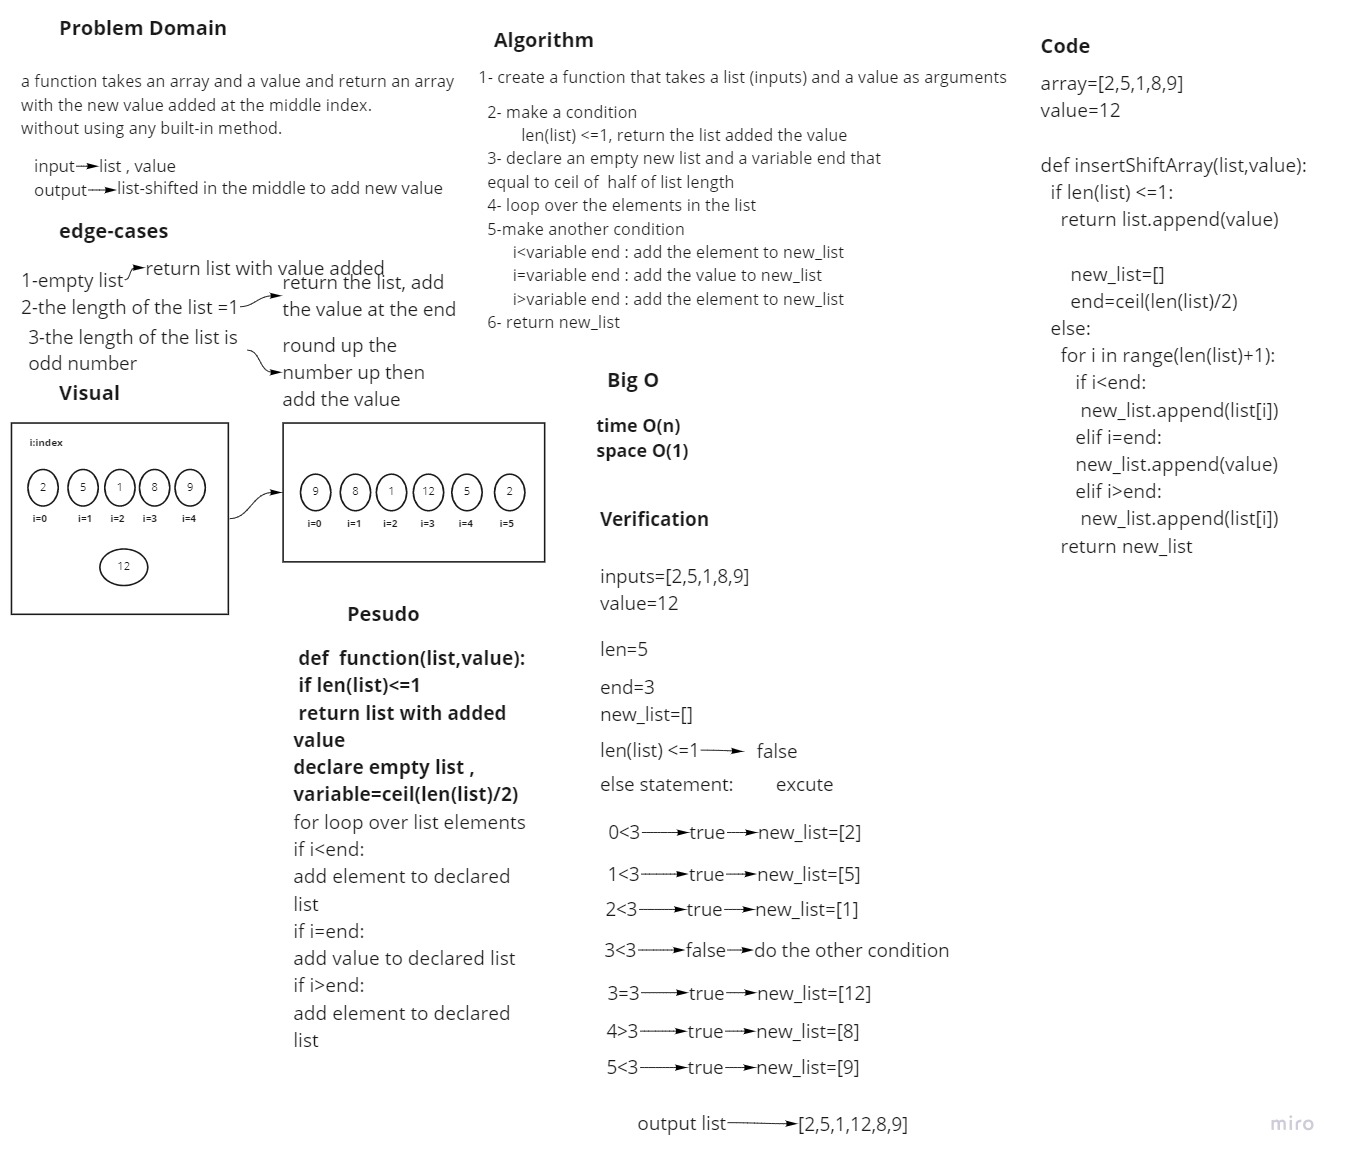 Problem Domain
a function takes an array and a value and return an array
with the new value added at the middle index.
without using any built-in method.
input list , value
output list-shifted in the middle to add new value
edge-cases
1-empty list return list with value added
2-the length of the list =1 return the list, add
the value at the end
3-the length of the list is
odd number
round up the
number up then
add the value
Visual
i:index
2 5 1 8 9
i=0 i=1 i=2 i=3 i=4
12
9 8 1 12 5 2
i=0 i=1 i=2 i=3 i=4 i=5
Pesudo
def function(list,value):
if len(list)<=1
return list with added
value
declare empty list ,
variable=ceil(len(list)/2)
for loop over list elements
if i<end:
add element to declared
list
if i=end:
add value to declared list
if i>end:
add element to declared
list
Algorithm
1- create a function that takes a list (inputs) and a value as arguments
2- make a condition
len(list) <=1, return the list added the value
3- declare an empty new list and a variable end that
equal to ceil of half of list length
4- loop over the elements in the list
5-make another condition
i<variable end : add the element to new_list
i=variable end : add the value to new_list
i>variable end : add the element to new_list
6- return new_list
Big O
time O(n)
space O(1)
Verification
inputs=[2,5,1,8,9]
value=12
len=5
end=3
new_list=[]
len(list) <=1 false
else statement: excute
0<3 true new_list=[2]
1<3 true new_list=[5]
2<3 true new_list=[1]
3<3 false do the other condition
3=3 true new_list=[12]
4>3 true new_list=[8]
5<3 true new_list=[9]
output list [2,5,1,12,8,9]
Code
array=[2,5,1,8,9]
value=12
def insertShiftArray(list,value):
if len(list) <=1:
return list.append(value)
new_list=[]
end=ceil(len(list)/2)
else:
for i in range(len(list)+1):
if i<end:
new_list.append(list[i])
elif i=end:
new_list.append(value)
elif i>end:
new_list.append(list[i])
return new_list
miro